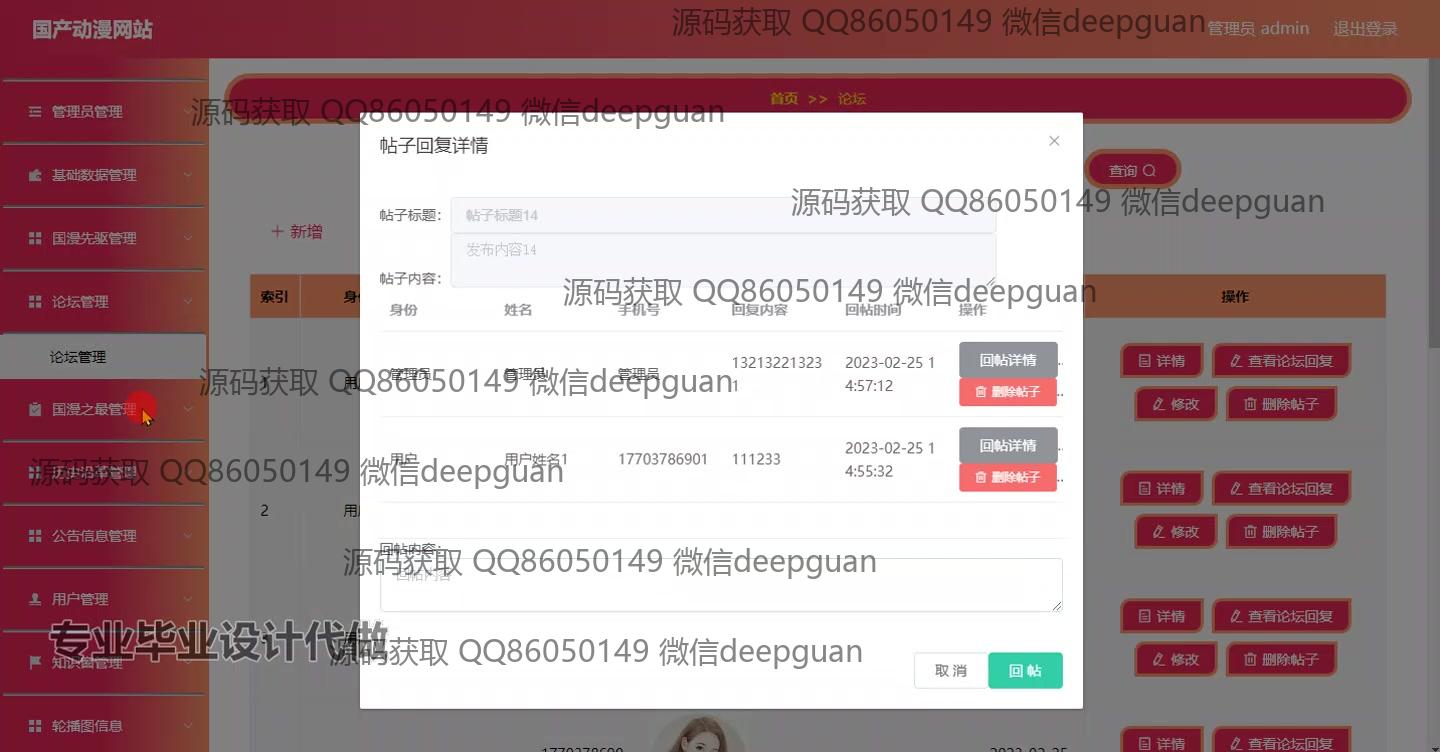 国产动漫网站
源码获取 QQ86050149 微信deepguan
管理员 admin
退出登录
管理员管理
基础数据管理
国漫先驱管理
论坛管理
论坛管理
国漫之最管理
历史沿革管理
公告信息管理
用户管理
轮播图信息
首页 >> 论坛
源码获取 QQ86050149 微信deepguan
查询
源码获取 QQ86050149 微信deepguan
+ 新增
索引
操作
帖子回复详情
帖子标题:
帖子标题14
发布内容14
帖子内容:
源码获取 QQ86050149 微信deepguan
身份 姓名 手机号 回复内容 回帖时间 操作
管理员 管理员 管理员 13213221323 2023-02-25 1 回帖详情
1 4:57:12 删除帖子
源码获取 QQ86050149 微信deepguan
用户 用户姓名1 17703786901 111233 2023-02-25 1 回帖详情
4:55:32 删除帖子
源码获取 QQ86050149 微信deepguan
回帖内容:
回帖内容
源码获取 QQ86050149 微信deepguan
专业毕业设计代做
源码获取 QQ86050149 微信deepguan
取消 回帖
2
详情 查看论坛回复
修改 删除帖子
详情 查看论坛回复
修改 删除帖子
详情 查看论坛回复
修改 删除帖子
详情 查看论坛回复